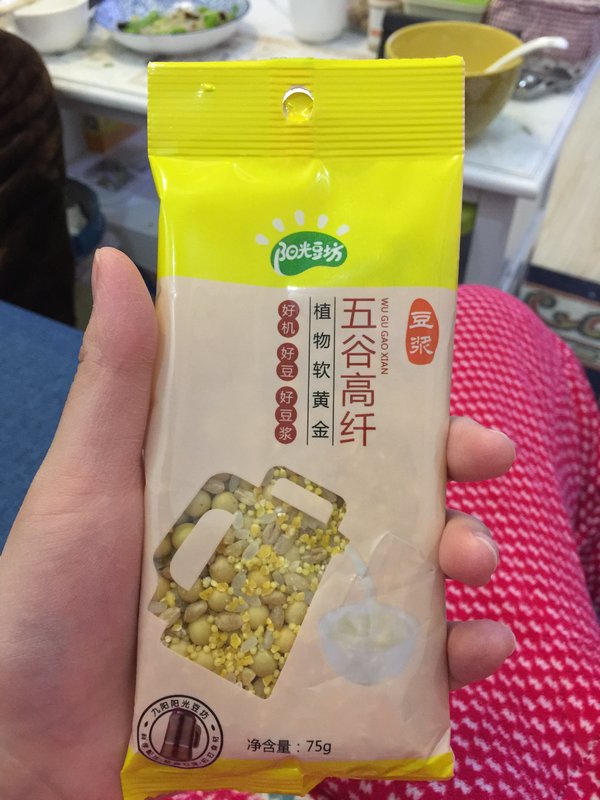 阳光豆坊
豆浆
WU GU GAO XIAN
五谷高纤
植物软黄金
好机 好豆 好豆浆
九阳阳光豆坊
净含量：75g